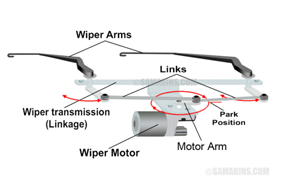 Wiper Arms
Links
Wiper transmission
(Linkage)
Park
Position
Motor Arm
Wiper Motor
© SAMARINS.COM